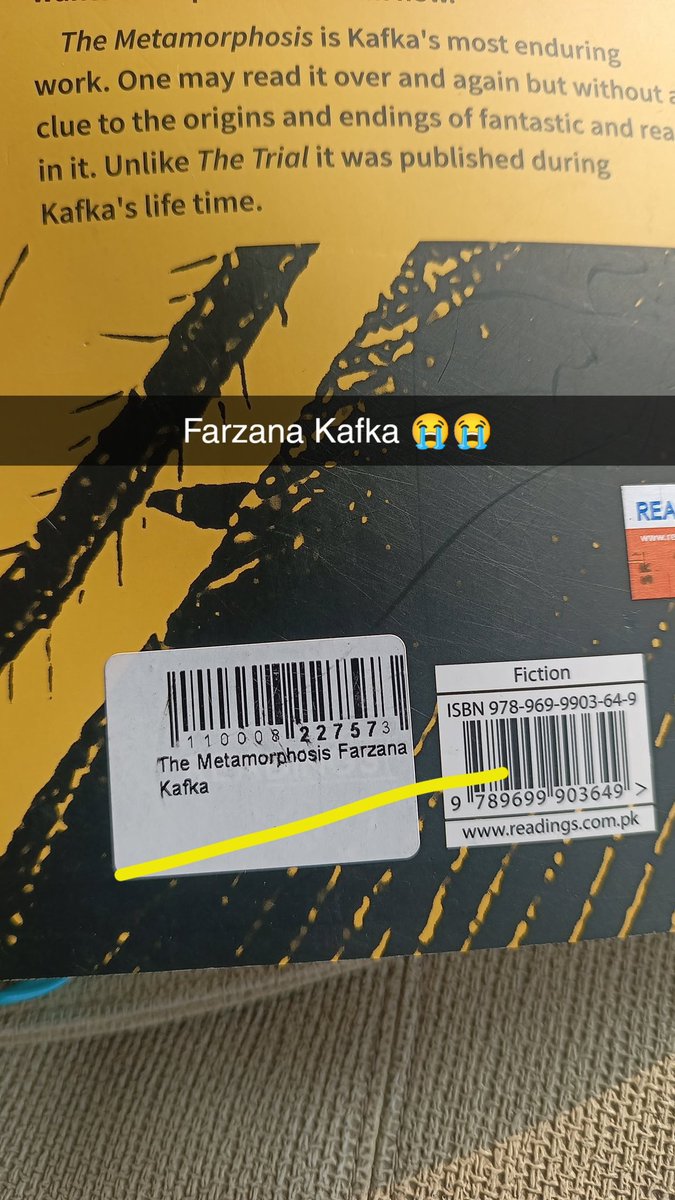 The Metamorphosis is Kafka's most enduring
work. One may read it over and again but without a
clue to the origins and endings of fantastic and
in it. Unlike The Trial it was published during
Kafka's life time.
Farzana Kafka 😭😭
110008227573
The Metamorphosis Farzana
Kafka
Fiction
ISBN 978-969-9903-64-9
9 789699 903649 >
www.readings.com.pk